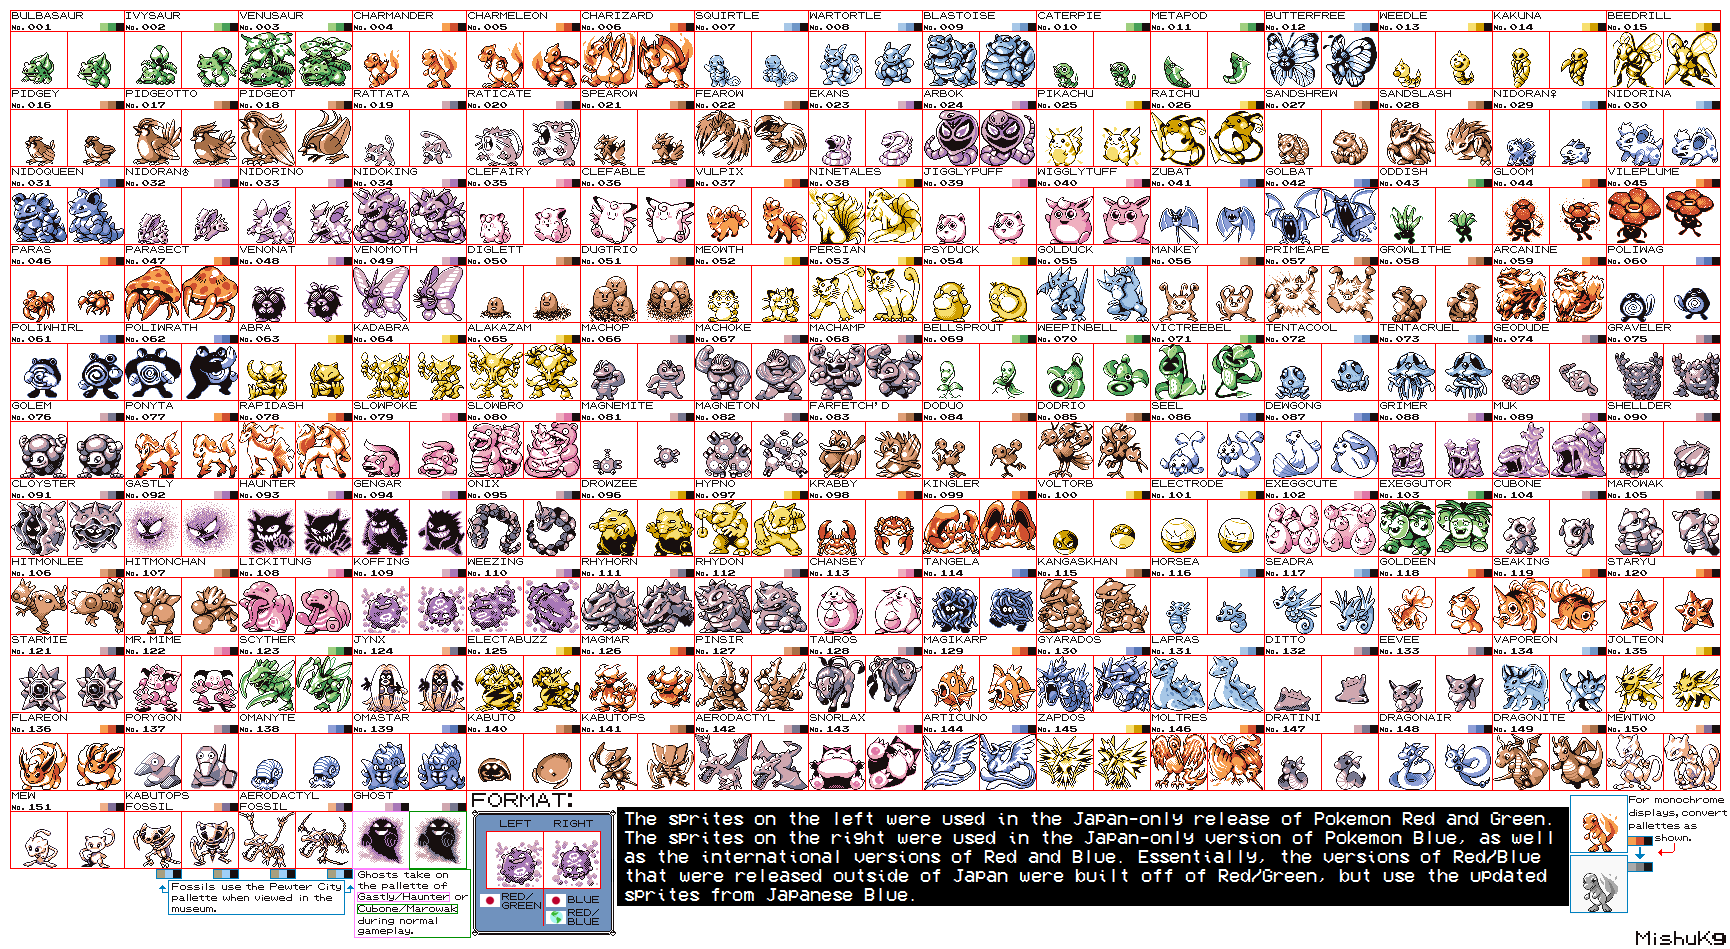 BULBASAUR IVYSAUR VENUSAUR CHARMANDER CHARMELEON CHARIZARD SQUIRTLE WARTORTLE BLASTOISE CATERPIE METAPOD BUTTERFREE WEEDLE KAKUNA BEEDRILL
No.001 No.002 No.003 No.004 No.005 No.006 No.007 No.008 No.009 No.010 No.011 No.012 No.013 No.014 No.015
PIDGEY PIDGEOTTO PIDGEOT RATTATA RATICATE SPEAROW FEAROW EKANS ARBOK PIKACHU RAICHU SANDSHREW SANDSLASH NIDORAN♀ NIDORINA
No.016 No.017 No.018 No.019 No.020 No.021 No.022 No.023 No.024 No.025 No.026 No.027 No.028 No.029 No.030
NIDOQUEEN NIDORAN♂ NIDORINO NIDOKING CLEFAIRY CLEFABLE VULPIX NINETALES JIGGLYPUFF WIGGLYTUFF ZUBAT GOLBAT ODDISH GLOOM VILEPLUME
No.031 No.032 No.033 No.034 No.035 No.036 No.037 No.038 No.039 No.040 No.041 No.042 No.043 No.044 No.045
PARAS PARASECT VENONAT VENOMOTH DIGLETT DUGTRIO MEOWTH PERSIAN PSYDUCK GOLDUCK MANKEY PRIMEAPE GROWLITHE ARCANINE POLIWAG
No.046 No.047 No.048 No.049 No.050 No.051 No.052 No.053 No.054 No.055 No.056 No.057 No.058 No.059 No.060
POLIWHIRL POLIWRATH ABRA KADABRA ALAKAZAM MACHOP MACHOKE MACHAMP BELLSPROUT WEEPINBELL VICTREEBEL TENTACOOL TENTACRUEL GEODUDE GRAVELER
No.061 No.062 No.063 No.064 No.065 No.066 No.067 No.068 No.069 No.070 No.071 No.072 No.073 No.074 No.075
GOLEM PONYTA RAPIDASH SLOWPOKE SLOWBRO MAGNEMITE MAGNETON FARFETCH'D DODUO DODRIO SEEL DEWGONG GRIMER MUK SHELLDER
No.076 No.077 No.078 No.079 No.080 No.081 No.082 No.083 No.084 No.085 No.086 No.087 No.088 No.089 No.090
CLOYSTER GASTLY HAUNTER GENGAR ONIX DROWZEE HYPNO KRABBY KINGLER VOLTORB ELECTRODE EXEGGCUTE EXEGGUTOR CUBONE MAROWAK
No.091 No.092 No.093 No.094 No.095 No.096 No.097 No.098 No.099 No.100 No.101 No.102 No.103 No.104 No.105
HITMONLEE HITMONCHAN LICKITUNG KOFFING WEEZING RHYHORN RHYDON CHANSEY TANGELA KANGASKHAN HORSEA SEADRA GOLDEEN SEAKING STARYU
No.106 No.107 No.108 No.109 No.110 No.111 No.112 No.113 No.114 No.115 No.116 No.117 No.118 No.119 No.120
STARMIE MR.MIME SCYTHER JYNX ELECTABUZZ MAGMAR PINSIR TAUROS MAGIKARP GYARADOS LAPRAS DITTO EEVEE VAPOREON JOLTEON
No.121 No.122 No.123 No.124 No.125 No.126 No.127 No.128 No.129 No.130 No.131 No.132 No.133 No.134 No.135
FLAREON PORYGON OMANYTE OMASTAR KABUTO KABUTOPS AERODACTYL SNORLAX ARTICUNO ZAPDOS MOLTRES DRATINI DRAGONAIR DRAGONITE MEWTWO
No.136 No.137 No.138 No.139 No.140 No.141 No.142 No.143 No.144 No.145 No.146 No.147 No.148 No.149 No.150
MEW KABUTOPS AERODACTYL GHOST
No.151 FOSSIL FOSSIL
Fossils use the Pewter City
pallette when viewed in the
museum.
Ghosts take on
the pallette of
Gastly/Haunter or
Cubone/Marowak
during normal
gameplay.
FORMAT:
LEFT RIGHT
RED/
GREEN
BLUE
RED/
BLUE
The sprites on the left were used in the Japan-only release of Pokemon Red and Green.
The sprites on the right were used in the Japan-only version of Pokemon Blue, as well
as the international versions of Red and Blue. Essentially, the versions of Red/Blue
that were released outside of Japan were built off of Red/Green, but use the updated
sprites from Japanese Blue.
For monochrome
displays, convert
pallettes as
shown.
MishuK9